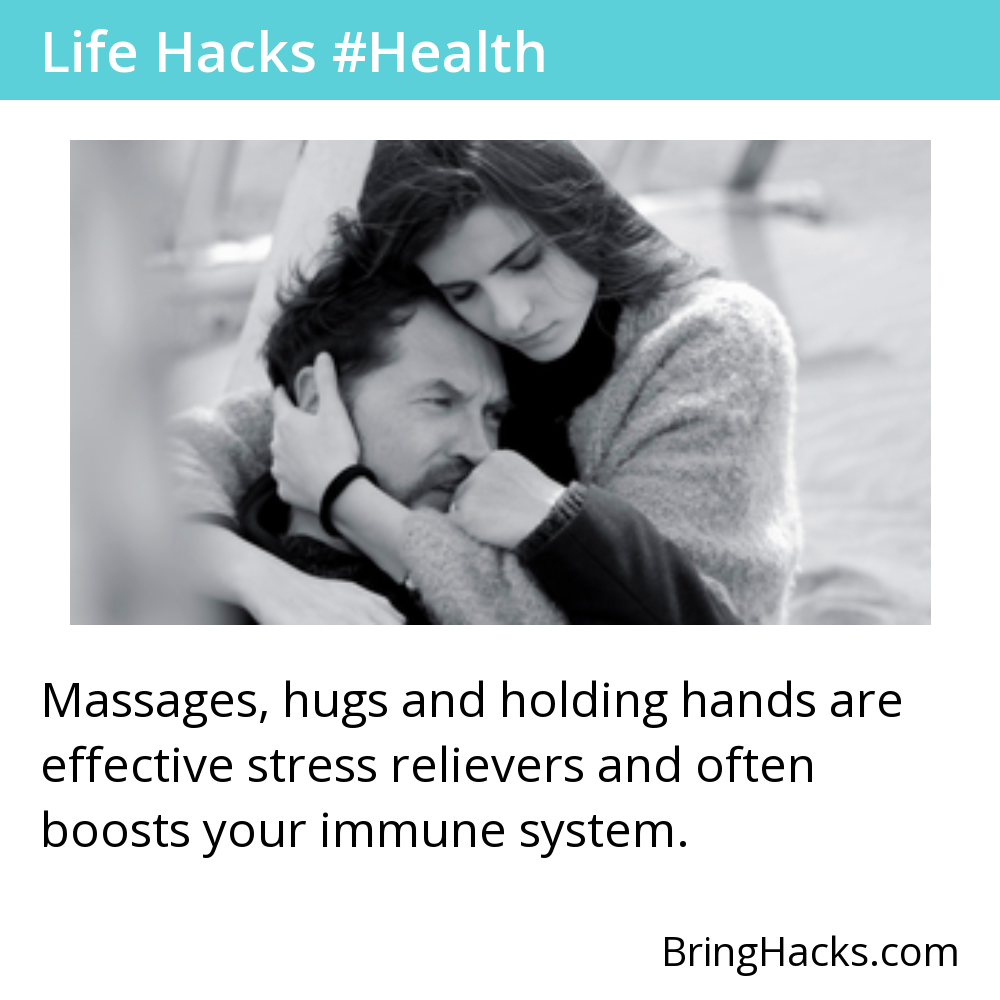 Life Hacks #Health
Massages, hugs and holding hands are
effective stress relievers and often
boosts your immune system.
BringHacks.com